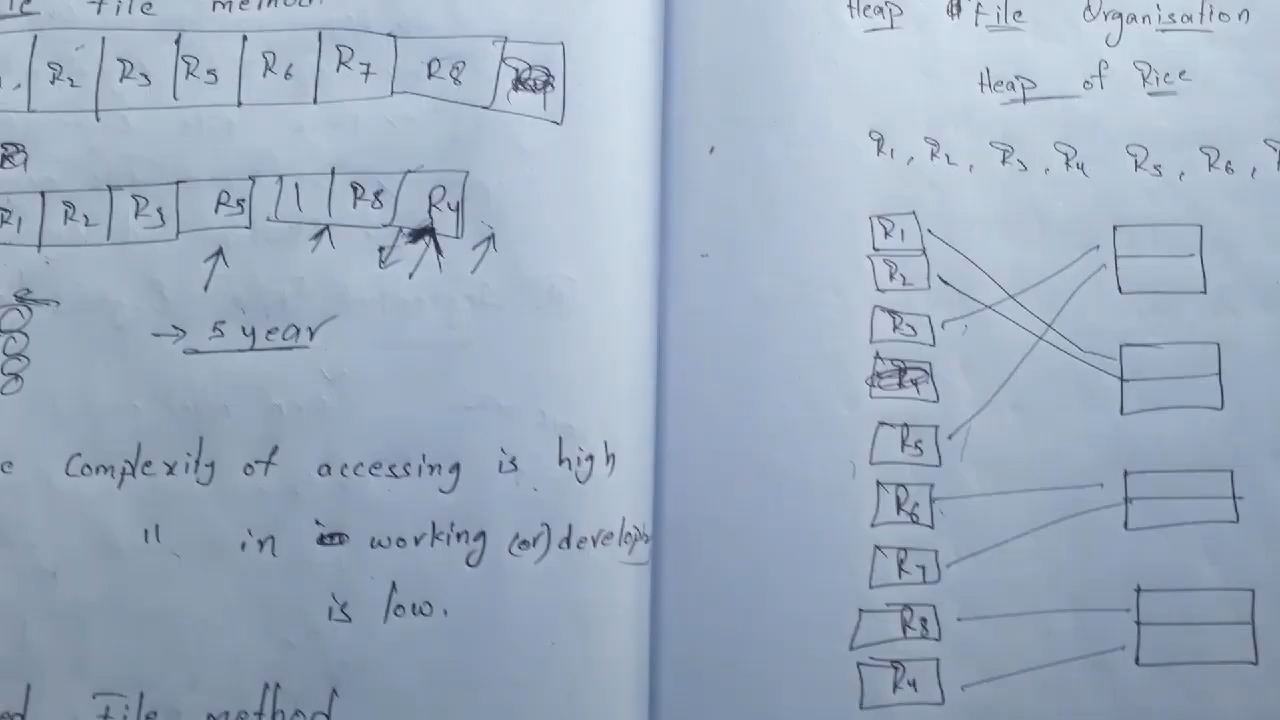 File method
R2 R3 R5 R6 R7 R8
R1 R2 R3 R5 1 R8 R4
→ 5 year
Complexity of accessing is high
" in working (or) develop
is low.
File method
Heap File Organisation
Heap of Rice
R1, R2, R3, R4 R5, R6,
R1
R2
R3
R5
R6
R7
R8
R4